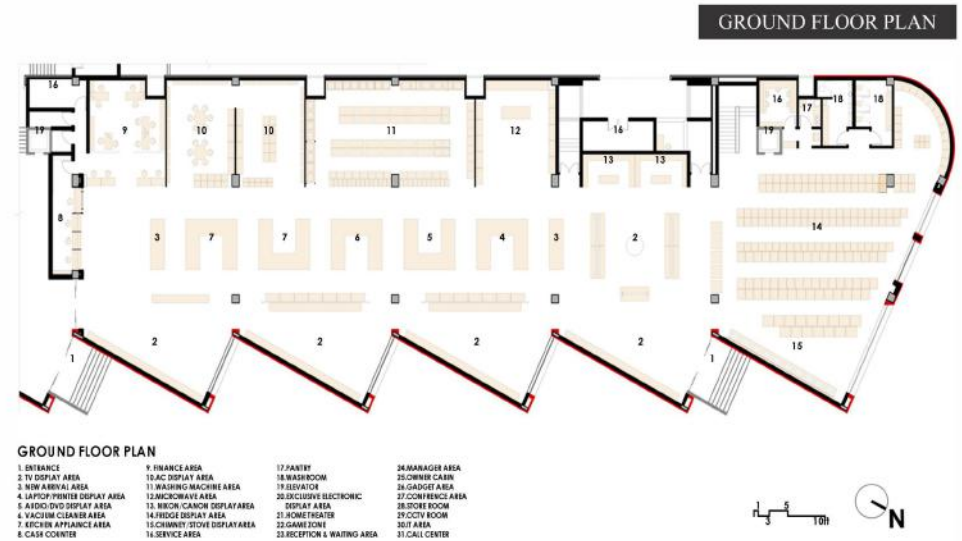 GROUND FLOOR PLAN
16
19
9
10
10
11
12
16
13
13
16
17
18
18
19
8
3
7
7
6
5
4
3
2
14
1
2
2
2
2
1
15
GROUND FLOOR PLAN
1. ENTRANCE
2. TV DISPLAY AREA
3. NEW ARRIVAL AREA
4. LAPTOP/PRINTER DISPLAY AREA
5. AUDIO/DVD DISPLAY AREA
6. VACUUM CLEANER AREA
7. KITCHEN APPLAINCE AREA
8. CASH COUNTER
9. FINANCE AREA
10.AC DISPLAY AREA
11.WASHING MACHINE AREA
12.MICROWAVE AREA
13. NIKON/CANON DISPLAY AREA
14.FRIDGE DISPLAY AREA
15.CHIMNEY/STOVE DISPLAY AREA
16.SERVICE AREA
17.PANTRY
18.WASHROOM
19.ELEVATOR
20.EXCLUSIVE ELECTRONIC
DISPLAY AREA
21.HOMETHEATER
22.GAMEZONE
23.RECEPTION & WAITING AREA
24.MANAGER AREA
25.OWNER CABIN
26.GADGET AREA
27.CONFRENCE AREA
28.STORE ROOM
29.CCTV ROOM
30.IT AREA
31.CALL CENTER
1 5
3 10ft
N